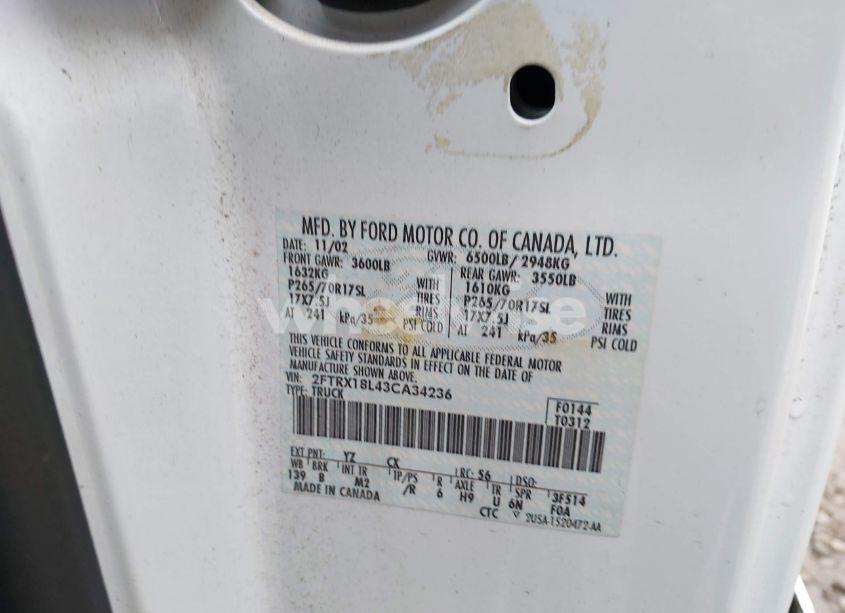 MFD. BY FORD MOTOR CO. OF CANADA, LTD.
DATE: 11/02 GVWR: 6500LB/ 2948KG
FRONT GAWR: 3600LB REAR GAWR: 3550LB
1632KG WITH 1610KG WITH
P265/70R17SL TIRES P265/70R17SL TIRES
17X7.5J RIMS 17X7.5J RIMS
AT 241 kPa/35 PSI COLD AT 241 kPa/35 PSI COLD
THIS VEHICLE CONFORMS TO ALL APPLICABLE FEDERAL MOTOR
VEHICLE SAFETY STANDARDS IN EFFECT ON THE DATE OF
MANUFACTURE SHOWN ABOVE.
VIN: 2FTRX18L43CA34236 F0144
TYPE: TRUCK T0312
EXT PNT: YZ CX RC: 56 DSO:
WB BRK INT TR TP/PS R AXLE TR SPR 3F514
139 B M2 /R 6 H9 U 6N F0A
MADE IN CANADA CTC ▽ 2USA-1520472-AA